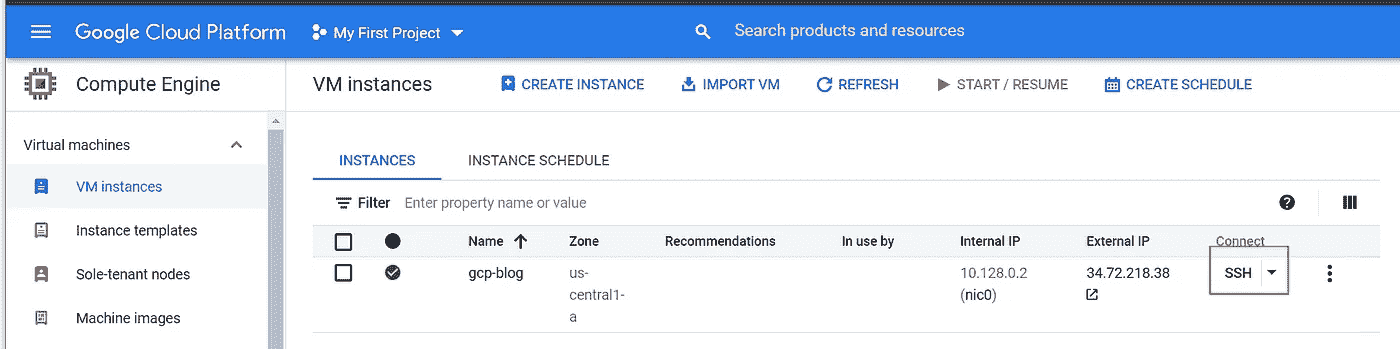 Google Cloud Platform My First Project Search products and resources
Compute Engine VM instances CREATE INSTANCE IMPORT VM REFRESH START / RESUME CREATE SCHEDULE
Virtual machines
INSTANCES INSTANCE SCHEDULE
VM instances
Filter Enter property name or value
Instance templates
Name Zone Recommendations In use by Internal IP External IP Connect
Sole-tenant nodes
gcp-blog us- 10.128.0.2 34.72.218.38 SSH
central1- (nic0)
a
Machine images